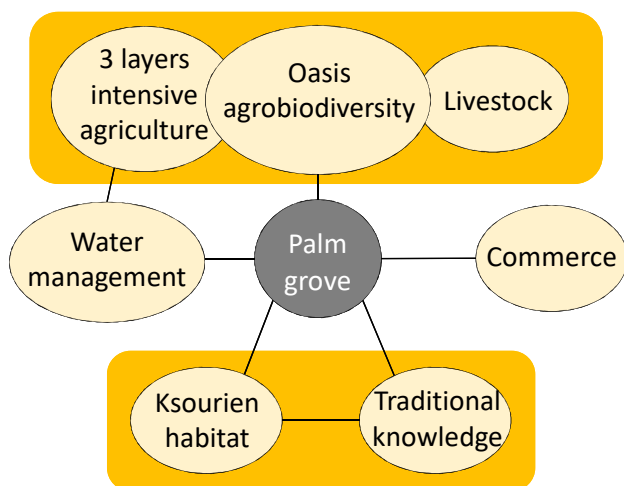 3 layers
intensive
agriculture
Oasis
agrobiodiversity
Livestock
Water
management
Palm
grove
Commerce
Ksourien
habitat
Traditional
knowledge